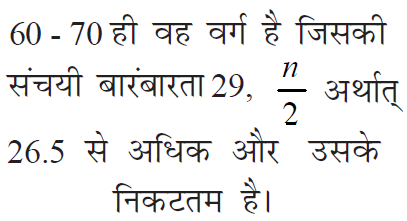 60 - 70 ही वह वर्ग है जिसकी
संचयी बारंबारता 29, n/2 अर्थात्
26.5 से अधिक और उसके
निकटतम है।